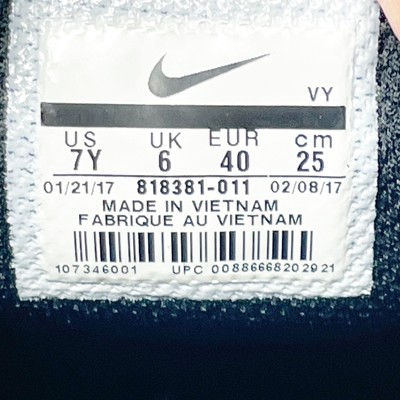 VY
US UK EUR cm
7Y 6 40 25
01/21/17 818381-011 02/08/17
MADE IN VIETNAM
FABRIQUE AU VIETNAM
107346001 UPC 00886668202921